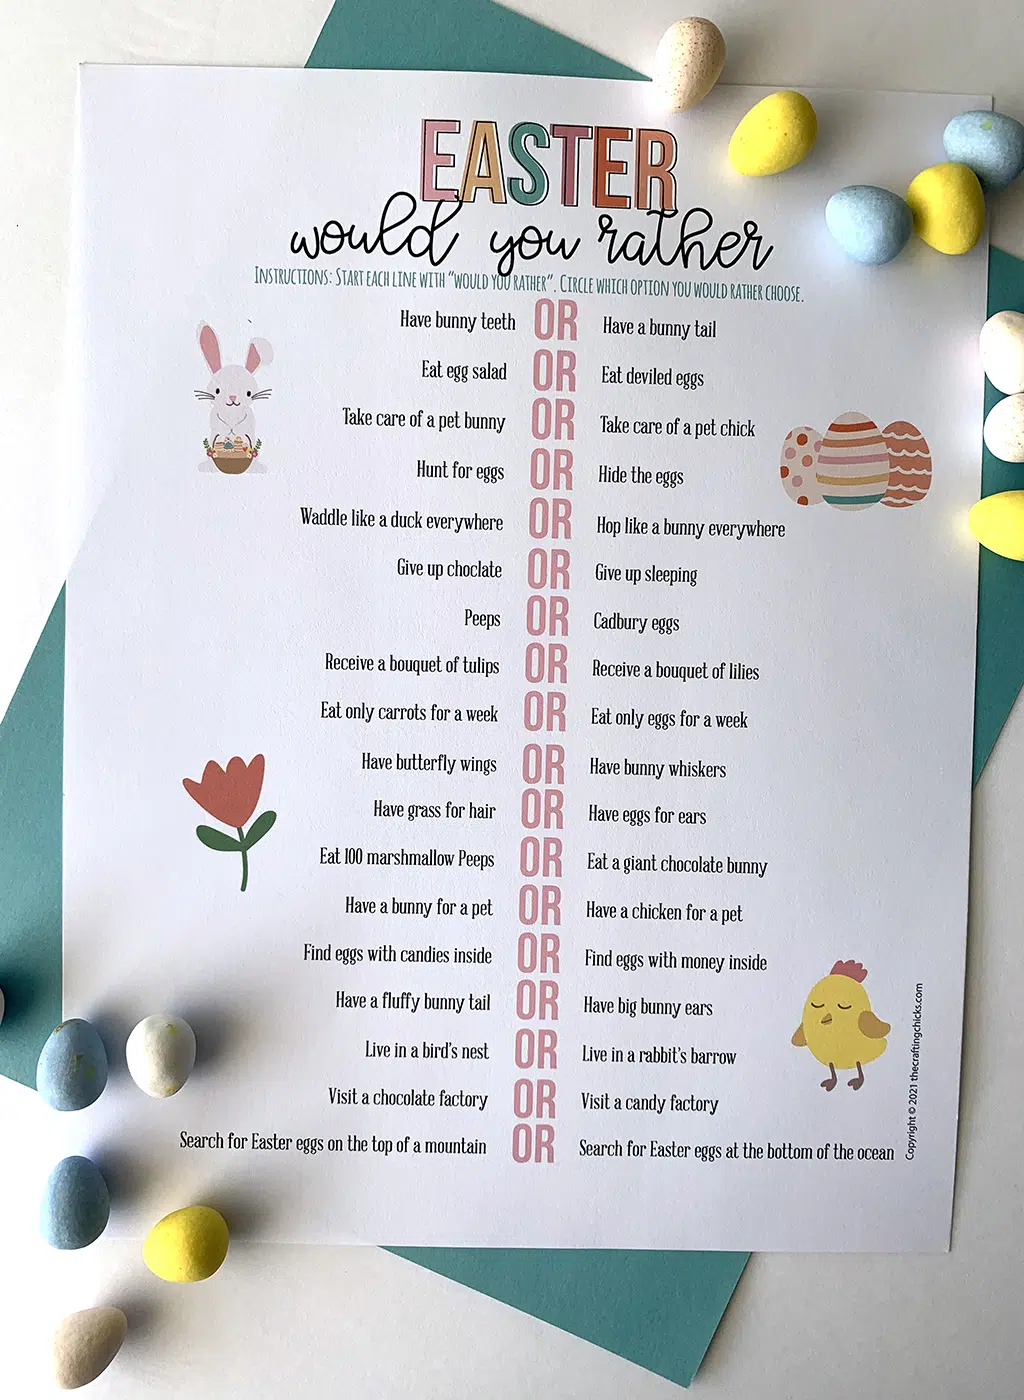 EASTER
would you rather
Instructions: Start each line with "would you rather". Circle which option you would rather choose.
Have bunny teeth OR Have a bunny tail
Eat egg salad OR Eat deviled eggs
Take care of a pet bunny OR Take care of a pet chick
Hunt for eggs OR Hide the eggs
Waddle like a duck everywhere OR Hop like a bunny everywhere
Give up choclate OR Give up sleeping
Peeps OR Cadbury eggs
Receive a bouquet of tulips OR Receive a bouquet of lilies
Eat only carrots for a week OR Eat only eggs for a week
Have butterfly wings OR Have bunny whiskers
Have grass for hair OR Have eggs for ears
Eat 100 marshmallow Peeps OR Eat a giant chocolate bunny
Have a bunny for a pet OR Have a chicken for a pet
Find eggs with candies inside OR Find eggs with money inside
Have a fluffy bunny tail OR Have big bunny ears
Live in a bird's nest OR Live in a rabbit's barrow
Visit a chocolate factory OR Visit a candy factory
Search for Easter eggs on the top of a mountain OR Search for Easter eggs at the bottom of the ocean
Copyright © 2021 thecraftingchicks.com